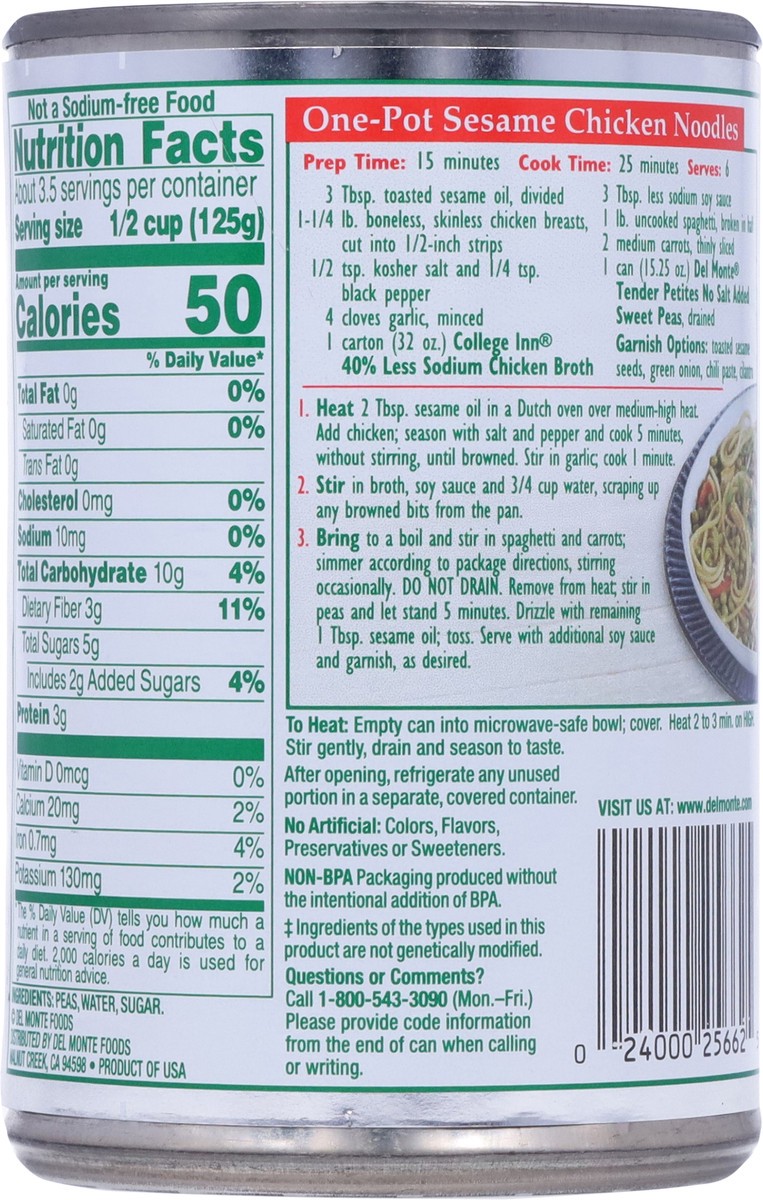 Not a Sodium-free Food
Nutrition Facts
About 3.5 servings per container
Serving size 1/2 cup (125g)
Amount per serving
Calories 50
% Daily Value*
Total Fat 0g 0%
Saturated Fat 0g 0%
Trans Fat 0g
Cholesterol 0mg 0%
Sodium 10mg 0%
Total Carbohydrate 10g 4%
Dietary Fiber 3g 11%
Total Sugars 5g
Includes 2g Added Sugars 4%
Protein 3g
Vitamin D 0mcg 0%
Calcium 20mg 2%
Iron 0.7mg 4%
Potassium 130mg 2%
*The % Daily Value (DV) tells you how much a
nutrient in a serving of food contributes to a
daily diet. 2,000 calories a day is used for
general nutrition advice.
INGREDIENTS: PEAS, WATER, SUGAR.
© DEL MONTE FOODS
DISTRIBUTED BY DEL MONTE FOODS
WALNUT CREEK, CA 94598 • PRODUCT OF USA
One-Pot Sesame Chicken Noodles
Prep Time: 15 minutes Cook Time: 25 minutes Serves: 6
3 Tbsp. toasted sesame oil, divided
1-1/4 lb. boneless, skinless chicken breasts,
cut into 1/2-inch strips
1/2 tsp. kosher salt and 1/4 tsp.
black pepper
4 cloves garlic, minced
1 carton (32 oz.) College Inn®
40% Less Sodium Chicken Broth
3 Tbsp. less sodium soy sauce
1 lb. uncooked spaghetti, broken in half
2 medium carrots, thinly sliced
1 can (15.25 oz.) Del Monte®
Tender Petites No Salt Added
Sweet Peas, drained
Garnish Options: toasted sesame
seeds, green onion, chili paste, cilantro
1. Heat 2 Tbsp. sesame oil in a Dutch oven over medium-high heat.
Add chicken; season with salt and pepper and cook 5 minutes,
without stirring, until browned. Stir in garlic; cook 1 minute.
2. Stir in broth, soy sauce and 3/4 cup water, scraping up
any browned bits from the pan.
3. Bring to a boil and stir in spaghetti and carrots;
simmer according to package directions, stirring
occasionally. DO NOT DRAIN. Remove from heat; stir in
peas and let stand 5 minutes. Drizzle with remaining
1 Tbsp. sesame oil; toss. Serve with additional soy sauce
and garnish, as desired.
To Heat: Empty can into microwave-safe bowl; cover. Heat 2 to 3 min. on HIGH.
Stir gently, drain and season to taste.
After opening, refrigerate any unused
portion in a separate, covered container.
No Artificial: Colors, Flavors,
Preservatives or Sweeteners.
NON-BPA Packaging produced without
the intentional addition of BPA.
‡ Ingredients of the types used in this
product are not genetically modified.
Questions or Comments?
Call 1-800-543-3090 (Mon.–Fri.)
Please provide code information
from the end of can when calling
or writing.
VISIT US AT: www.delmonte.com
0 24000 25662